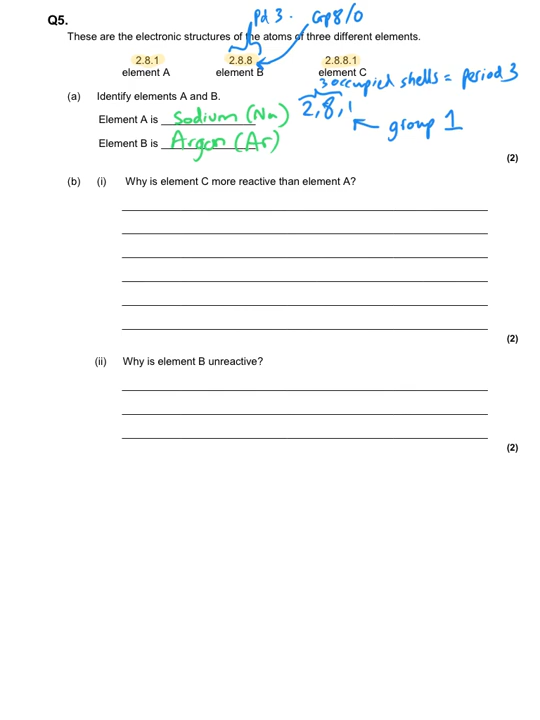 Pd 3. Grp 8/0
Q5.
These are the electronic structures of the atoms of three different elements.
2.8.1 2.8.8 2.8.8.1
element A element B element C
3 occupied shells = period 3
(a) Identify elements A and B.
2,8,1 group 1
Element A is Sodium (Na)
Element B is Argon (Ar)
(2)
(b) (i) Why is element C more reactive than element A?
(2)
(ii) Why is element B unreactive?
(2)